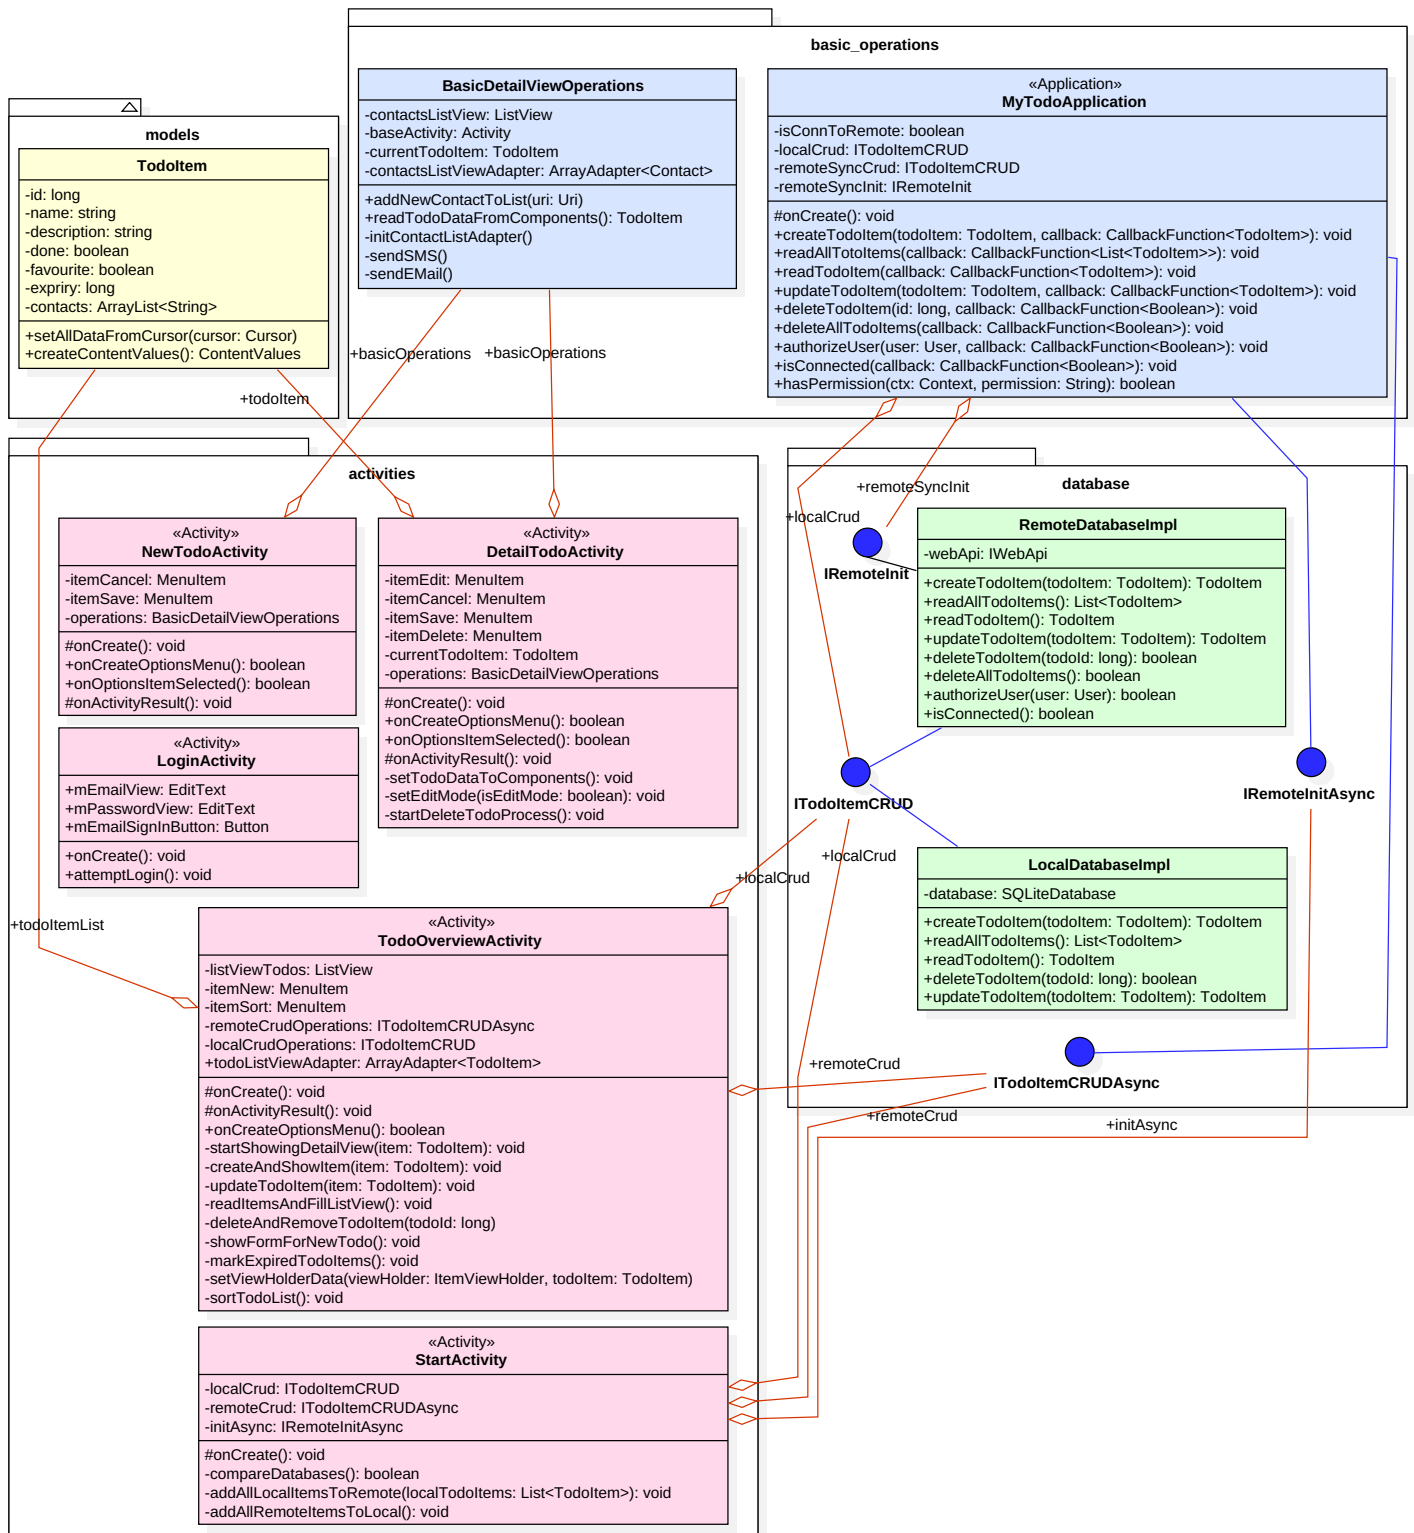 basic_operations
BasicDetailViewOperations
-contactsListView: ListView
-baseActivity: Activity
-currentTodoItem: TodoItem
-contactsListViewAdapter: ArrayAdapter<Contact>
+addNewContactToList(uri: Uri)
+readTodoDataFromComponents(): TodoItem
-initContactListAdapter()
-sendSMS()
-sendEMail()
«Application»
MyTodoApplication
-isConnToRemote: boolean
-localCrud: ITodoItemCRUD
-remoteSyncCrud: ITodoItemCRUD
-remoteSyncInit: IRemoteInit
#onCreate(): void
+createTodoItem(todoItem: TodoItem, callback: CallbackFunction<TodoItem>): void
+readAllTotoItems(callback: CallbackFunction<List<TodoItem>>): void
+readTodoItem(callback: CallbackFunction<TodoItem>): void
+updateTodoItem(todoItem: TodoItem, callback: CallbackFunction<TodoItem>): void
+deleteTodoItem(id: long, callback: CallbackFunction<Boolean>): void
+deleteAllTodoItems(callback: CallbackFunction<Boolean>): void
+authorizeUser(user: User, callback: CallbackFunction<Boolean>): void
+isConnected(callback: CallbackFunction<Boolean>): void
+hasPermission(ctx: Context, permission: String): boolean
models
TodoItem
-id: long
-name: string
-description: string
-done: boolean
-favourite: boolean
-expriry: long
-contacts: ArrayList<String>
+setAllDataFromCursor(cursor: Cursor)
+createContentValues(): ContentValues
+basicOperations
+basicOperations
+todoItem
activities
«Activity»
NewTodoActivity
-itemCancel: MenuItem
-itemSave: MenuItem
-operations: BasicDetailViewOperations
#onCreate(): void
+onCreateOptionsMenu(): boolean
+onOptionsItemSelected(): boolean
#onActivityResult(): void
«Activity»
DetailTodoActivity
-itemEdit: MenuItem
-itemCancel: MenuItem
-itemSave: MenuItem
-itemDelete: MenuItem
-currentTodoItem: TodoItem
-operations: BasicDetailViewOperations
#onCreate(): void
+onCreateOptionsMenu(): boolean
+onOptionsItemSelected(): boolean
#onActivityResult(): void
-setTodoDataToComponents(): void
-setEditMode(isEditMode: boolean): void
-startDeleteTodoProcess(): void
«Activity»
LoginActivity
+mEmailView: EditText
+mPasswordView: EditText
+mEmailSignInButton: Button
+onCreate(): void
+attemptLogin(): void
database
+remoteSyncInit
+localCrud
IRemoteInit
RemoteDatabaseImpl
-webApi: IWebApi
+createTodoItem(todoItem: TodoItem): TodoItem
+readAllTodoItems(): List<TodoItem>
+readTodoItem(): TodoItem
+updateTodoItem(todoItem: TodoItem): TodoItem
+deleteTodoItem(todoId: long): boolean
+deleteAllTodoItems(): boolean
+authorizeUser(user: User): boolean
+isConnected(): boolean
ITodoItemCRUD
IRemoteInitAsync
+localCrud
+localCrud
LocalDatabaseImpl
-database: SQLiteDatabase
+createTodoItem(todoItem: TodoItem): TodoItem
+readAllTodoItems(): List<TodoItem>
+readTodoItem(): TodoItem
+deleteTodoItem(todoId: long): boolean
+updateTodoItem(todoItem: TodoItem): TodoItem
+todoItemList
«Activity»
TodoOverviewActivity
-listViewTodos: ListView
-itemNew: MenuItem
-itemSort: MenuItem
-remoteCrudOperations: ITodoItemCRUDAsync
-localCrudOperations: ITodoItemCRUD
+todoListViewAdapter: ArrayAdapter<TodoItem>
#onCreate(): void
#onActivityResult(): void
+onCreateOptionsMenu(): boolean
-startShowingDetailView(item: TodoItem): void
-createAndShowItem(item: TodoItem): void
-updateTodoItem(item: TodoItem): void
-readItemsAndFillListView(): void
-deleteAndRemoveTodoItem(todoId: long)
-showFormForNewTodo(): void
-markExpiredTodoItems(): void
-setViewHolderData(viewHolder: ItemViewHolder, todoItem: TodoItem)
-sortTodoList(): void
+remoteCrud
ITodoItemCRUDAsync
+remoteCrud
+initAsync
«Activity»
StartActivity
-localCrud: ITodoItemCRUD
-remoteCrud: ITodoItemCRUDAsync
-initAsync: IRemoteInitAsync
#onCreate(): void
-compareDatabases(): boolean
-addAllLocalItemsToRemote(localTodoItems: List<TodoItem>): void
-addAllRemoteItemsToLocal(): void